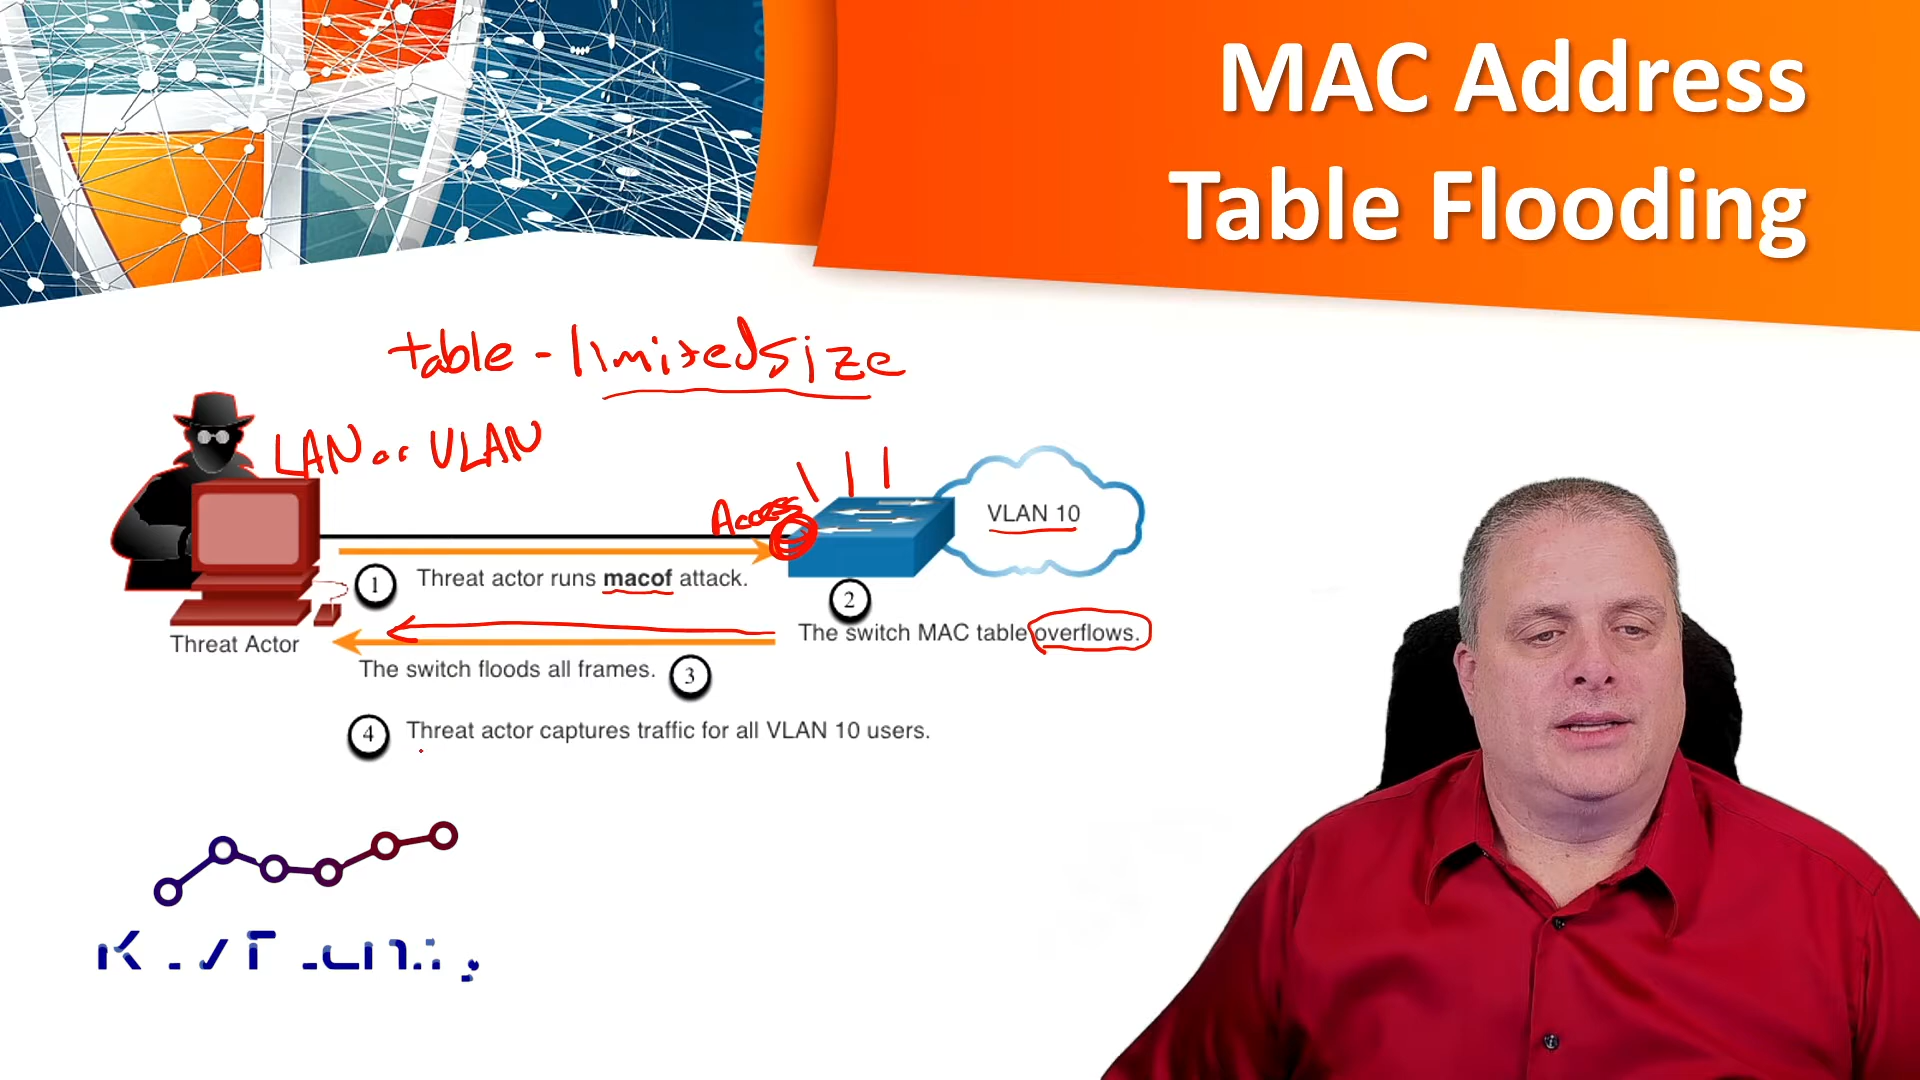 MAC Address
Table Flooding
table - limited size
LAN or VLAN
Access
VLAN 10
1 Threat actor runs macof attack.
2
The switch MAC table overflows.
Threat Actor
The switch floods all frames. 3
4 Threat actor captures traffic for all VLAN 10 users.